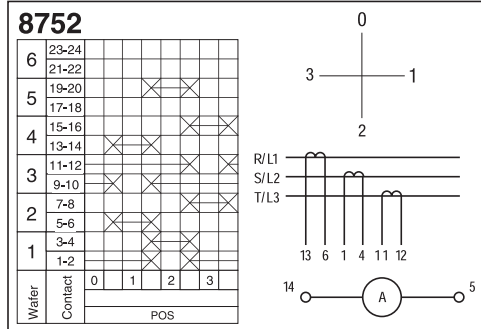 8752
6 23-24
21-22
5 19-20
17-18
4 15-16
13-14
3 11-12
9-10
2 7-8
5-6
1 3-4
1-2
Wafer Contact 0 1 2 3
POS
0
3 1
2
R/L1
S/L2
T/L3
13 6 1 4 11 12
14 A 5